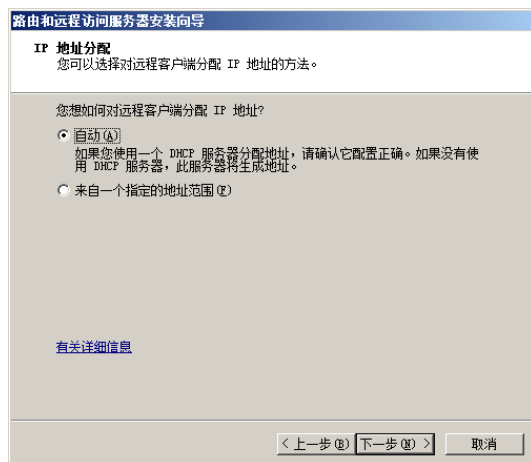 路由和远程访问服务器安装向导
IP 地址分配
您可以选择对远程客户端分配 IP 地址的方法。
您想如何对远程客户端分配 IP 地址?
自动(A)
如果您使用一个 DHCP 服务器分配地址，请确认它配置正确。如果没有使
用 DHCP 服务器，此服务器将生成地址。
来自一个指定的地址范围(F)
有关详细信息
< 上一步(B) 下一步(N) > 取消